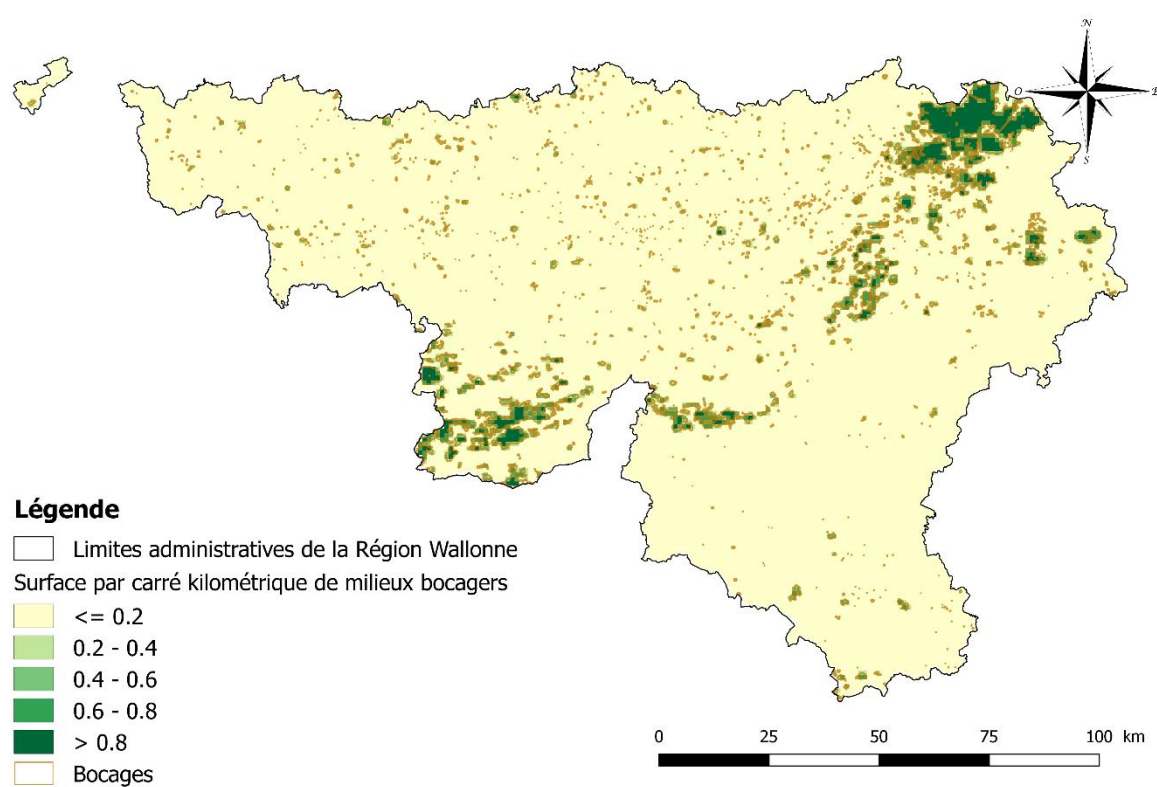 N
O
E
S
Légende
Limites administratives de la Région Wallonne
Surface par carré kilométrique de milieux bocagers
<= 0.2
0.2 - 0.4
0.4 - 0.6
0.6 - 0.8
> 0.8
Bocages
0 25 50 75 100 km